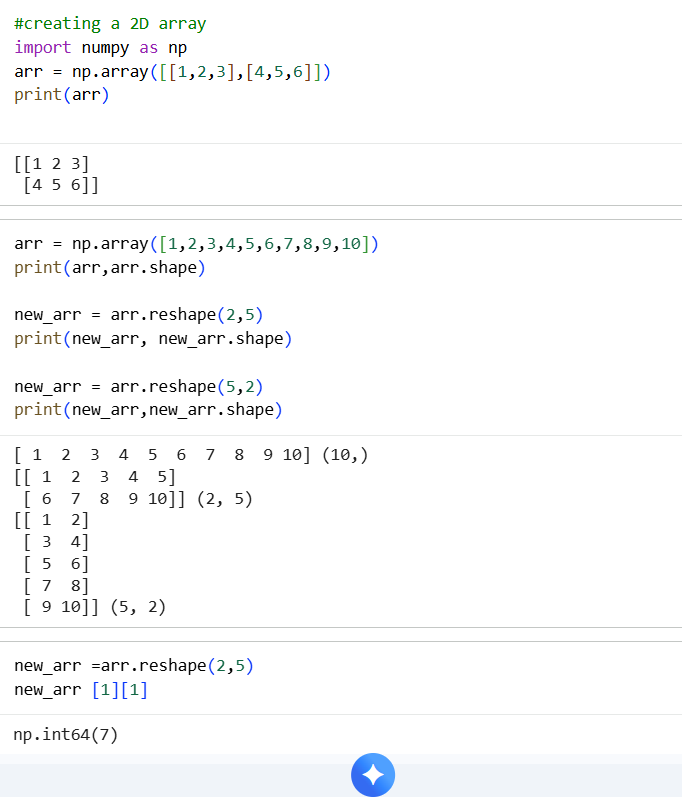 #creating a 2D array
import numpy as np
arr = np.array([[1,2,3],[4,5,6]])
print(arr)
[[1 2 3]
 [4 5 6]]
arr = np.array([1,2,3,4,5,6,7,8,9,10])
print(arr,arr.shape)
new_arr = arr.reshape(2,5)
print(new_arr, new_arr.shape)
new_arr = arr.reshape(5,2)
print(new_arr,new_arr.shape)
[ 1  2  3  4  5  6  7  8  9 10] (10,)
[[ 1  2  3  4  5]
 [ 6  7  8  9 10]] (2, 5)
[[ 1  2]
 [ 3  4]
 [ 5  6]
 [ 7  8]
 [ 9 10]] (5, 2)
new_arr =arr.reshape(2,5)
new_arr [1][1]
np.int64(7)